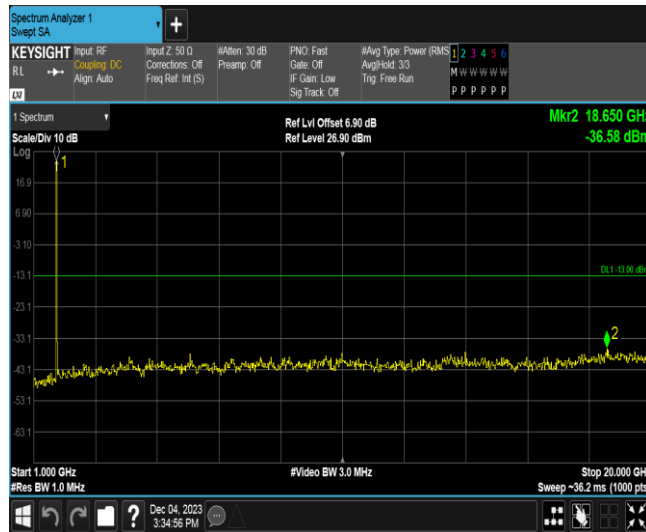 Spectrum Analyzer 1
Swept SA
KEYSIGHT
RL
LXI
Input: RF
Coupling: DC
Align: Auto
Input Z: 50 Ω
Corrections: Off
Freq Ref: Int (S)
#Atten: 30 dB
Preamp: Off
PNO: Fast
Gate: Off
IF Gain: Low
Sig Track: Off
#Avg Type: Power (RMS
Avg|Hold: 3/3
Trig: Free Run
1 2 3 4 5 6
M W W W W W
P P P P P P
1 Spectrum
Scale/Div 10 dB
Log
Ref Lvl Offset 6.90 dB
Ref Level 26.90 dBm
Mkr2 18.650 GHz
-36.58 dBm
1
16.9
6.90
-3.10
-13.1
DL1 -13.00 dBm
-23.1
-33.1
2
-43.1
-53.1
-63.1
Start 1.000 GHz
#Video BW 3.0 MHz
Stop 20.000 GHz
#Res BW 1.0 MHz
Sweep ~36.2 ms (1000 pts)
?
Dec 04, 2023
3:34:56 PM